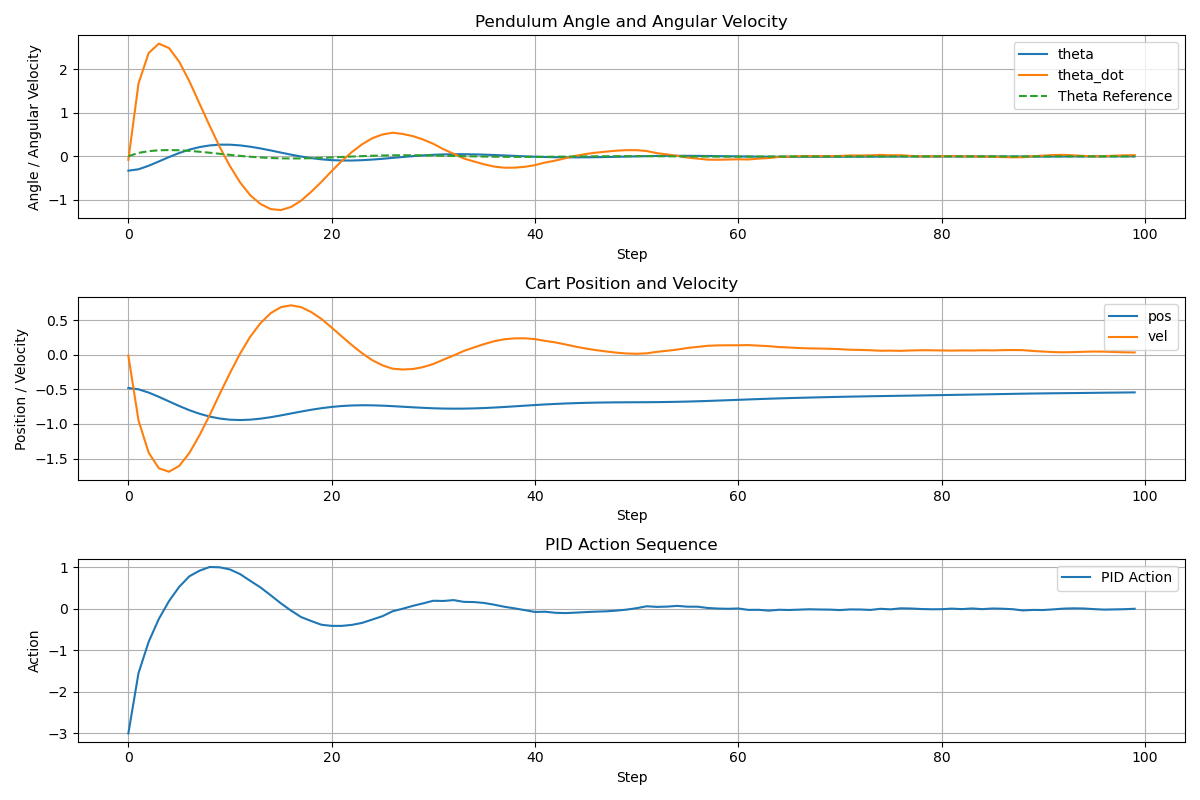 Pendulum Angle and Angular Velocity
Angle / Angular Velocity
2
1
0
−1
theta
theta_dot
Theta Reference
0 20 40 60 80 100
Step
Cart Position and Velocity
Position / Velocity
0.5
0.0
−0.5
−1.0
−1.5
pos
vel
0 20 40 60 80 100
Step
PID Action Sequence
Action
1
0
−1
−2
−3
PID Action
0 20 40 60 80 100
Step